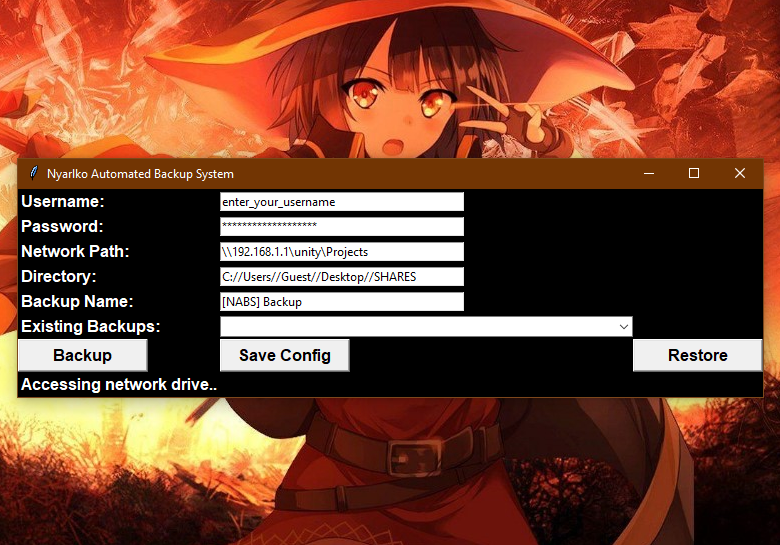 Nyarlko Automated Backup System
Username: enter_your_username
Password: *******************
Network Path: \\192.168.1.1\unity\Projects
Directory: C://Users//Guest//Desktop//SHARES
Backup Name: [NABS] Backup
Existing Backups:
Backup Save Config Restore
Accessing network drive..